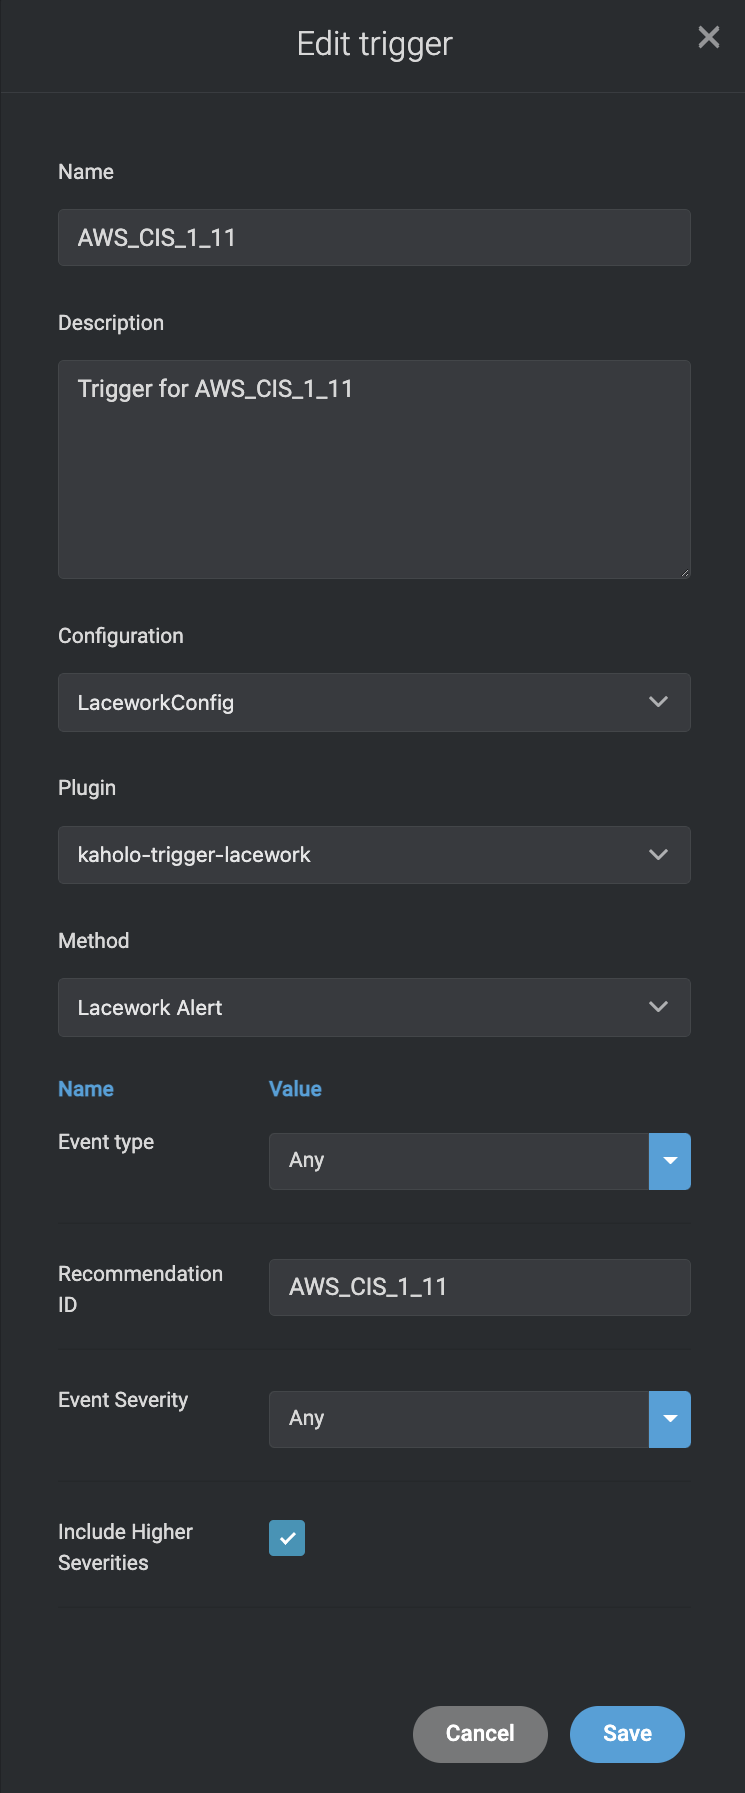 Edit trigger
Name
AWS_CIS_1_11
Description
Trigger for AWS_CIS_1_11
Configuration
LaceworkConfig
Plugin
kaholo-trigger-lacework
Method
Lacework Alert
Name Value
Event type Any
Recommendation
ID
AWS_CIS_1_11
Event Severity Any
Include Higher
Severities
Cancel Save